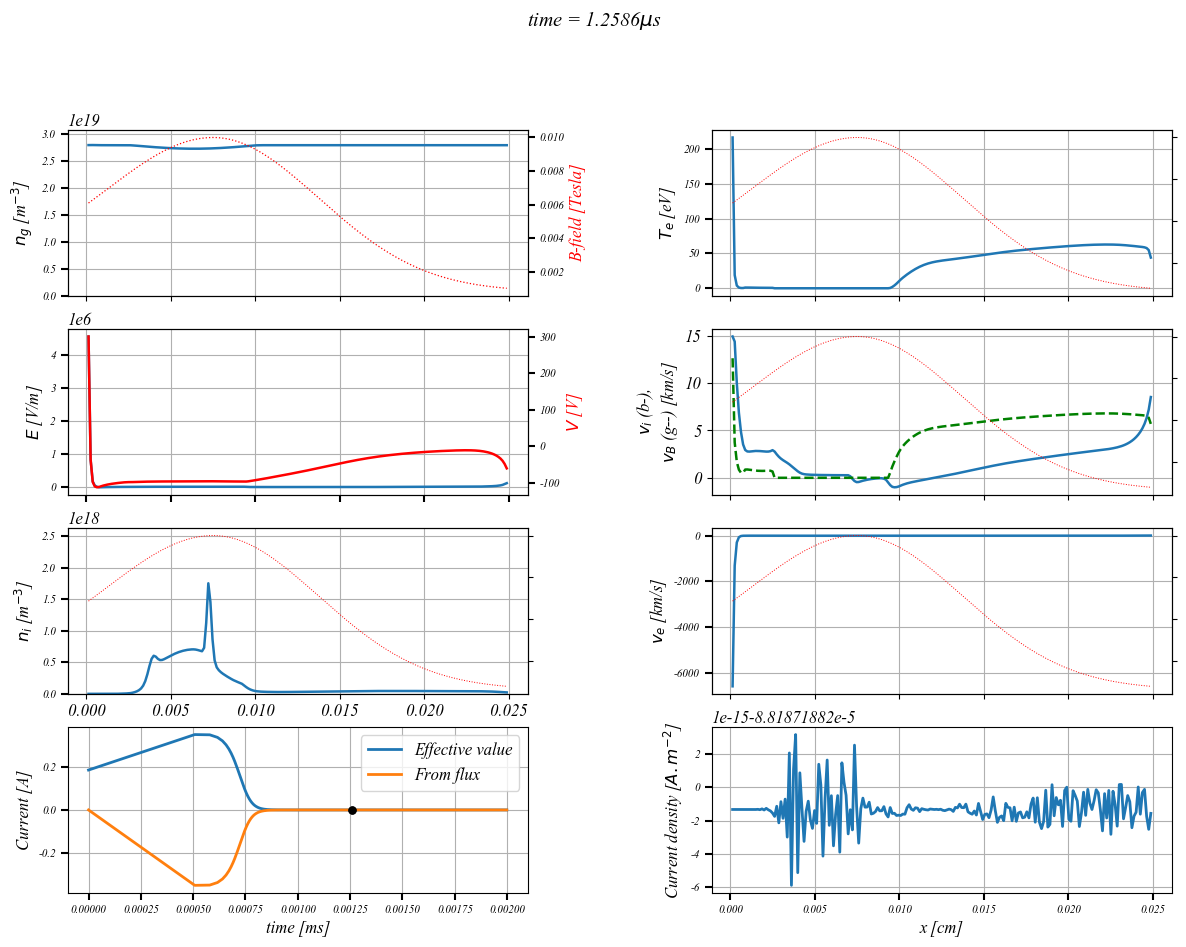 time = 1.2586μs
1e19
3.0
2.5
2.0
1.5
1.0
0.5
0.0
n_g [m⁻³]
0.010
0.008
0.006
0.004
0.002
B-field [Tesla]
200
150
100
50
0
T_e [eV]
1e6
4
3
2
1
0
E [V/m]
300
200
100
0
-100
V [V]
15
10
5
0
v_i (b-),
v_B (g--) [km/s]
1e18
2.5
2.0
1.5
1.0
0.5
0.0
n_i [m⁻³]
0.000 0.005 0.010 0.015 0.020 0.025
0
-2000
-4000
-6000
v_e [km/s]
0.2
0.0
-0.2
Current [A]
Effective value
From flux
0.00000 0.00025 0.00050 0.00075 0.00100 0.00125 0.00150 0.00175 0.00200
time [ms]
1e-15-8.81871882e-5
2
0
-2
-4
-6
Current density [A.m⁻²]
0.000 0.005 0.010 0.015 0.020 0.025
x [cm]